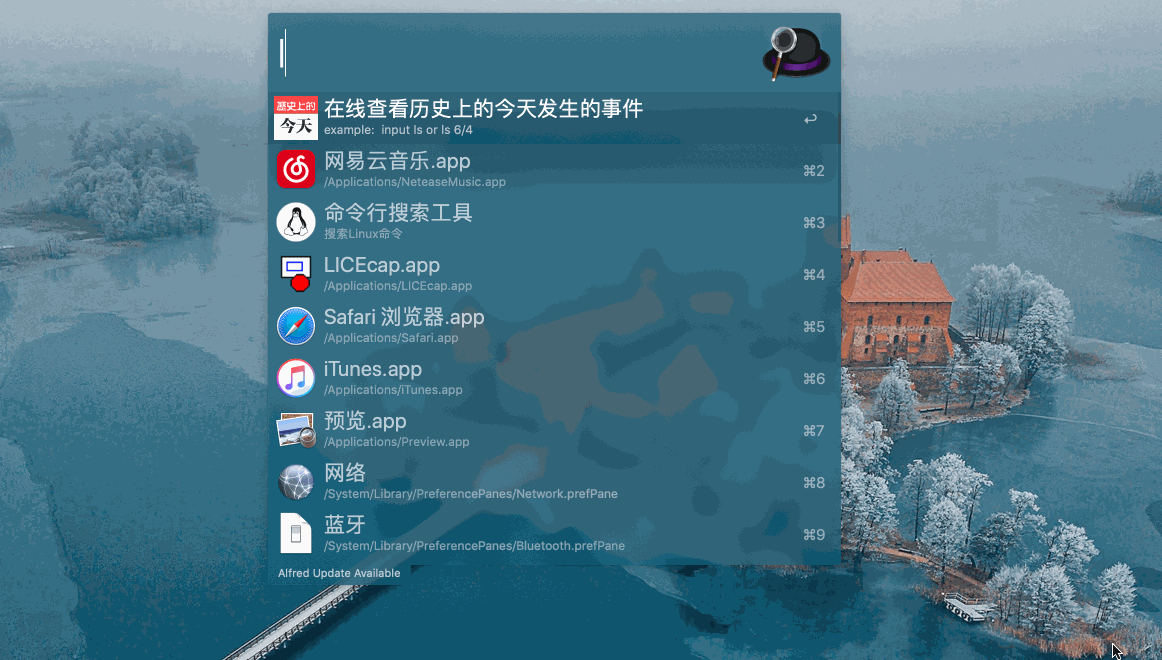 历史上的
今天
在线查看历史上的今天发生的事件
example: input ls or ls 6/4
↩
网易云音乐.app
/Applications/NeteaseMusic.app
⌘2
命令行搜索工具
搜索Linux命令
⌘3
LICEcap.app
/Applications/LICEcap.app
⌘4
Safari 浏览器.app
/Applications/Safari.app
⌘5
iTunes.app
/Applications/iTunes.app
⌘6
预览.app
/Applications/Preview.app
⌘7
网络
/System/Library/PreferencePanes/Network.prefPane
⌘8
蓝牙
/System/Library/PreferencePanes/Bluetooth.prefPane
⌘9
Alfred Update Available